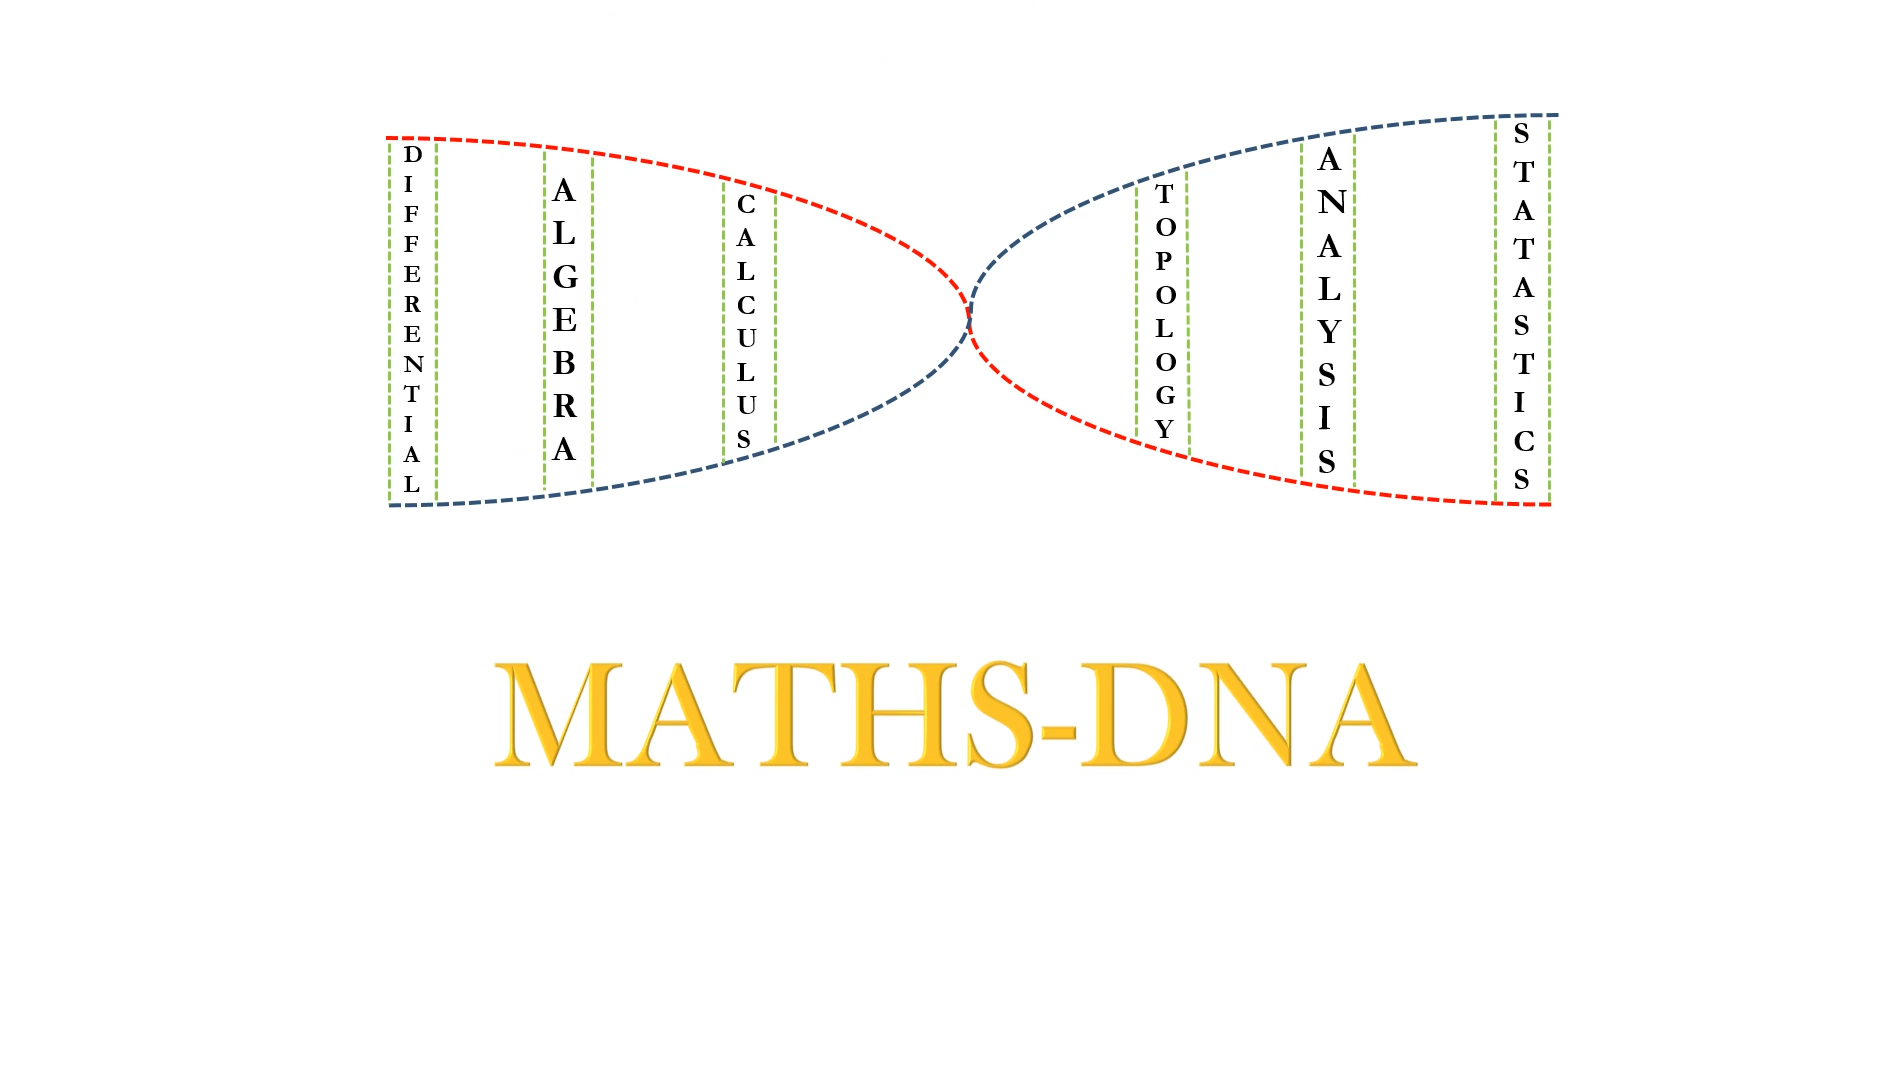 DIFFERENTIAL
ALGEBRA
CALCULUS
TOPOLOGY
ANALYSIS
STATASTICS
MATHS-DNA